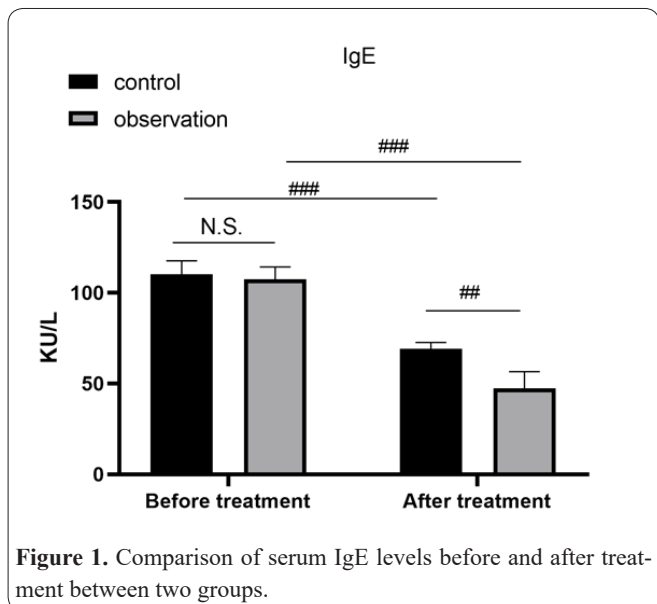 IgE
control
observation
###
###
N.S.
##
150
100
50
0
KU/L
Before treatment
After treatment
Figure 1. Comparison of serum IgE levels before and after treat-
ment between two groups.